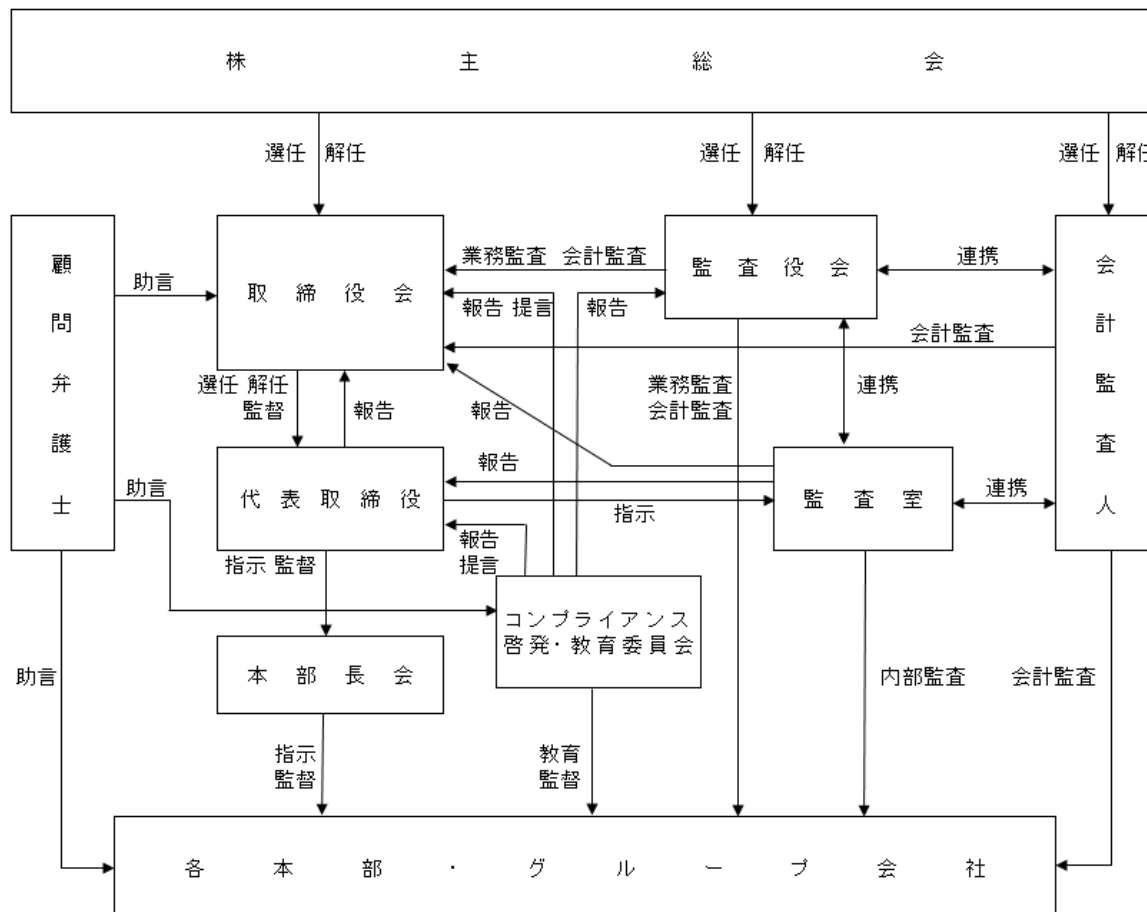 株主総会
選任 解任
選任 解任
選任 解任
顧問弁護士
取締役会
監査役会
会計監査人
助言
業務監査 会計監査
連携
報告 提言
報告
会計監査
選任 解任
監督
報告
報告
業務監査
会計監査
連携
代表取締役
報告
監査室
助言
指示
連携
報告
提言
指示 監督
コンプライアンス
啓発・教育委員会
本部長会
助言
内部監査
会計監査
指示
監督
教育
監督
各本部・グループ会社